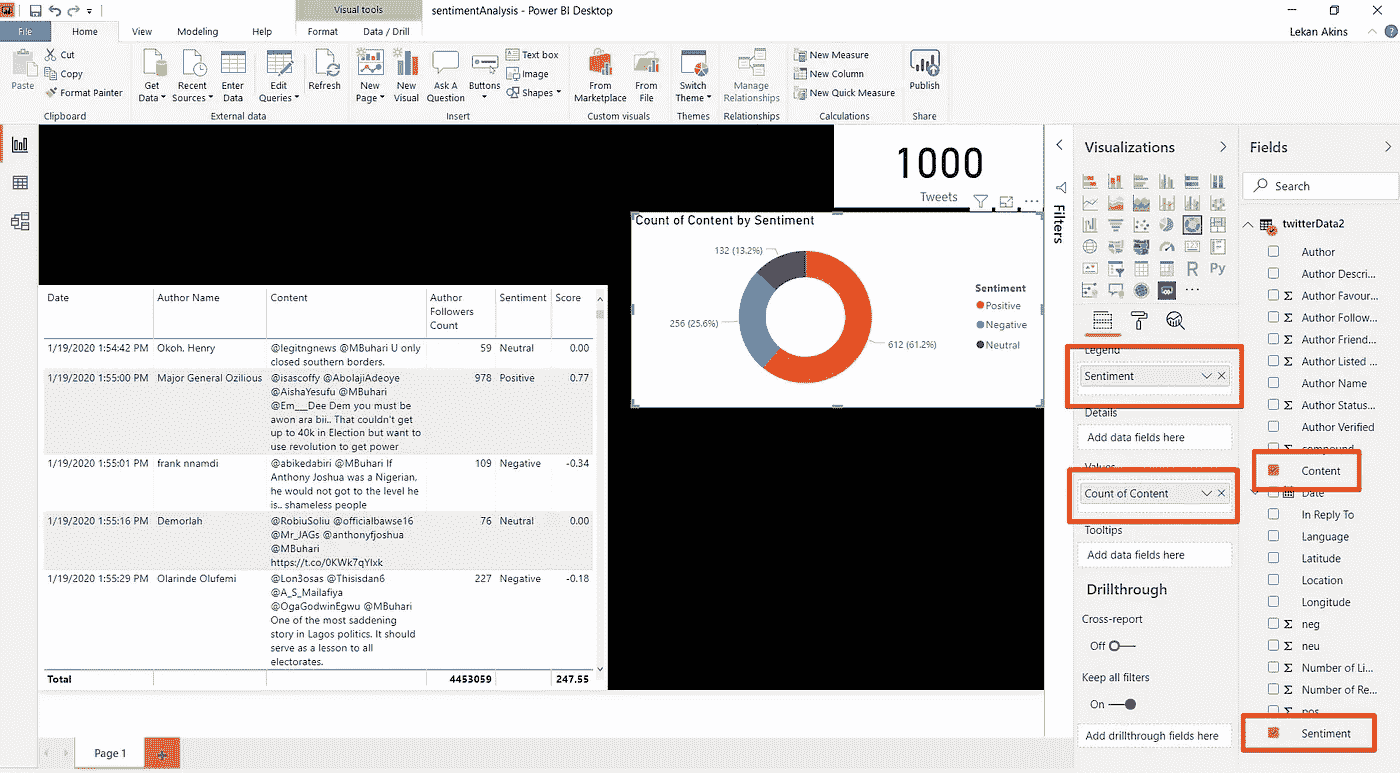 Visual tools
sentimentAnalysis - Power BI Desktop
File
Home
View
Modeling
Help
Format
Data / Drill
Lekan Akins
Paste
Cut
Copy
Format Painter
Clipboard
Get
Data
Recent
Sources
Enter
Data
Edit
Queries
Refresh
External data
New
Page
New
Visual
Ask A
Question
Buttons
Text box
Image
Shapes
Insert
From
Marketplace
From
File
Custom visuals
Switch
Theme
Themes
Manage
Relationships
Relationships
New Measure
New Column
New Quick Measure
Calculations
Publish
Share
1000
Tweets
Count of Content by Sentiment
132 (13.2%)
256 (25.6%)
612 (61.2%)
Sentiment
Positive
Negative
Neutral
Date
Author Name
Content
Author
Followers
Count
Sentiment
Score
1/19/2020 1:54:42 PM Okoh. Henry
@legitngnews @MBuhari U only
closed southern borders.
59 Neutral 0.00
1/19/2020 1:55:00 PM Major General Ozilious
@isascoffy @AbolajiAdeoye
@AishaYesufu @MBuhari
@Em___Dee Dem you must be
awon ara bii.. That couldn't get
up to 40k in Election but want to
use revolution to get power
978 Positive 0.77
1/19/2020 1:55:01 PM frank nnamdi
@abikedabiri @MBuhari If
Anthony Joshua was a Nigerian,
he would not got to the level he
is.. shameless people
109 Negative -0.34
1/19/2020 1:55:16 PM Demorlah
@RobiuSoliu @officialbawse16
@Mr_JAGs @anthonyfjoshua
@MBuhari
https://t.co/0KWk7qYIxk
76 Neutral 0.00
1/19/2020 1:55:29 PM Olarinde Olufemi
@Lon3osas @Thisisdan6
@A_S_Mailafiya
@OgaGodwinEgwu @MBuhari
One of the most saddening
story in Lagos politics. It should
serve as a lesson to all
electorates.
227 Negative -0.18
Total 4453059 247.55
Page 1
Filters
Visualizations
R
Py
Legend
Sentiment
Details
Add data fields here
Values
Count of Content
Tooltips
Add data fields here
Drillthrough
Cross-report
Off
Keep all filters
On
Add drillthrough fields here
Fields
Search
twitterData2
Author
Author Descri...
Σ Author Favour...
Σ Author Follow...
Σ Author Friend...
Σ Author Listed ...
Author Name
Σ Author Status...
Author Verified
Σ compound
Content
Date
In Reply To
Language
Latitude
Location
Longitude
Σ neg
Σ neu
Σ Number of Li...
Σ Number of Re...
Σ pos
Sentiment